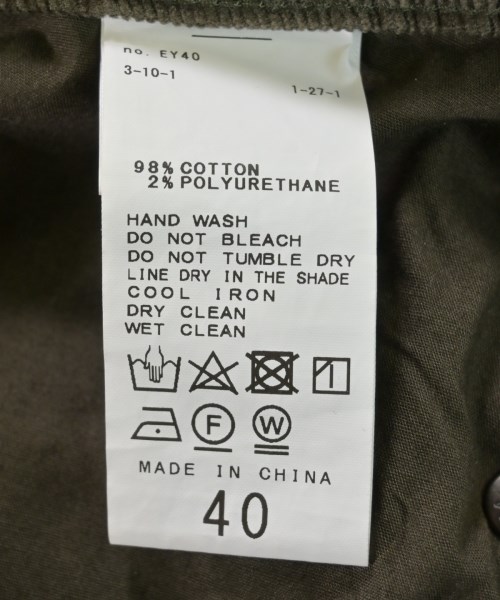 no. EY40
3-10-1
1-27-1
98% COTTON
2% POLYURETHANE
HAND WASH
DO NOT BLEACH
DO NOT TUMBLE DRY
LINE DRY IN THE SHADE
COOL IRON
DRY CLEAN
WET CLEAN
F W
MADE IN CHINA
40